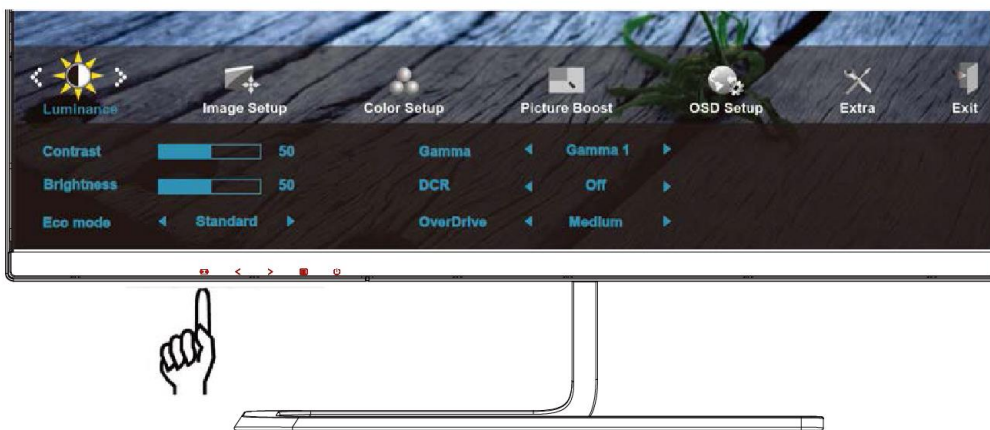 Luminance Image Setup Color Setup Picture Boost OSD Setup Extra Exit
Contrast 50 Gamma Gamma 1
Brightness 50 DCR Off
Eco mode Standard OverDrive Medium